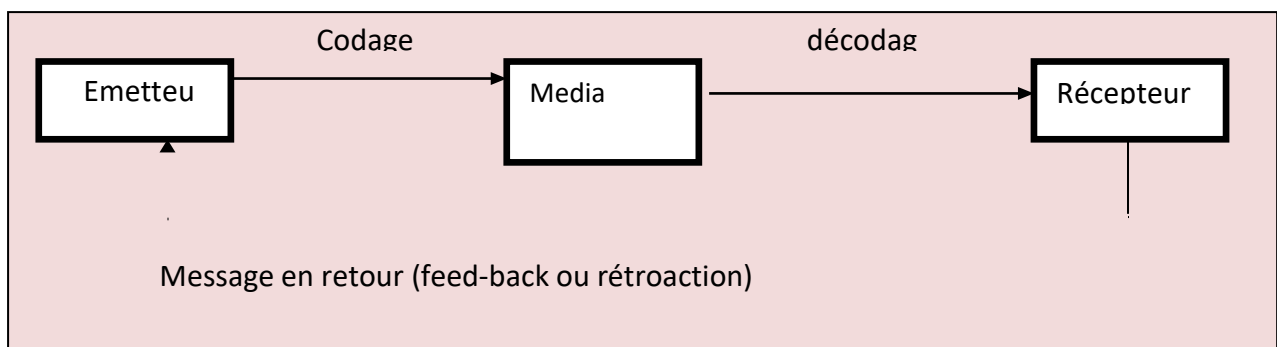 Codage
décodag
Emetteu
Media
Récepteur
Message en retour (feed-back ou rétroaction)